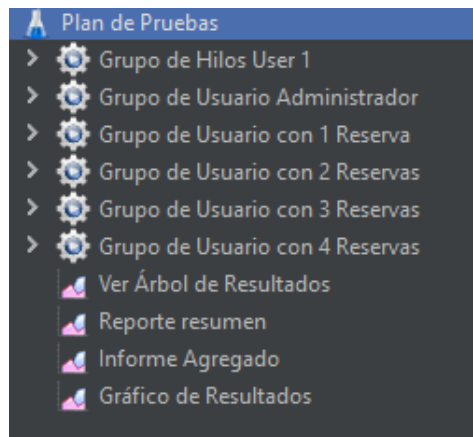 Plan de Pruebas
Grupo de Hilos User 1
Grupo de Usuario Administrador
Grupo de Usuario con 1 Reserva
Grupo de Usuario con 2 Reservas
Grupo de Usuario con 3 Reservas
Grupo de Usuario con 4 Reservas
Ver Árbol de Resultados
Reporte resumen
Informe Agregado
Gráfico de Resultados